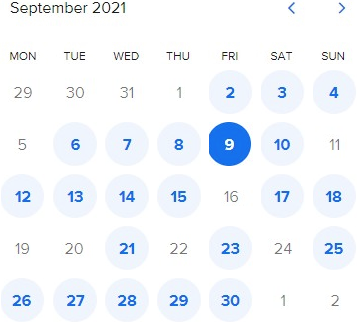 September 2021
MON TUE WED THU FRI SAT SUN
29 30 31 1 2 3 4
5 6 7 8 9 10 11
12 13 14 15 16 17 18
19 20 21 22 23 24 25
26 27 28 29 30 1 2